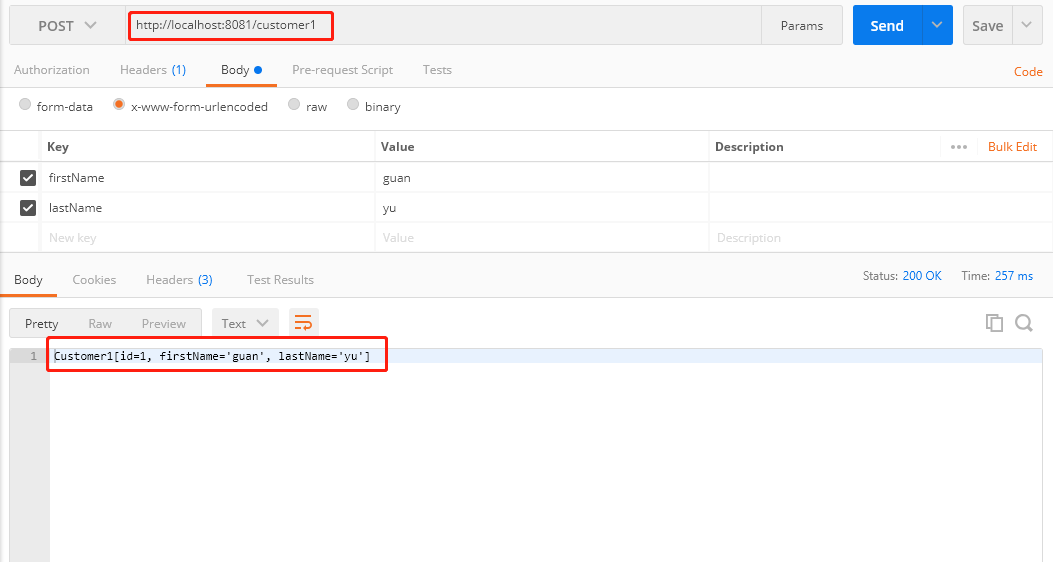 POST http://localhost:8081/customer1 Params Send Save
Authorization Headers (1) Body Pre-request Script Tests Code
form-data x-www-form-urlencoded raw binary
Key Value Description Bulk Edit
firstName guan
lastName yu
New key Value Description
Body Cookies Headers (3) Test Results Status: 200 OK Time: 257 ms
Pretty Raw Preview Text
1 Customer1[id=1, firstName='guan', lastName='yu']